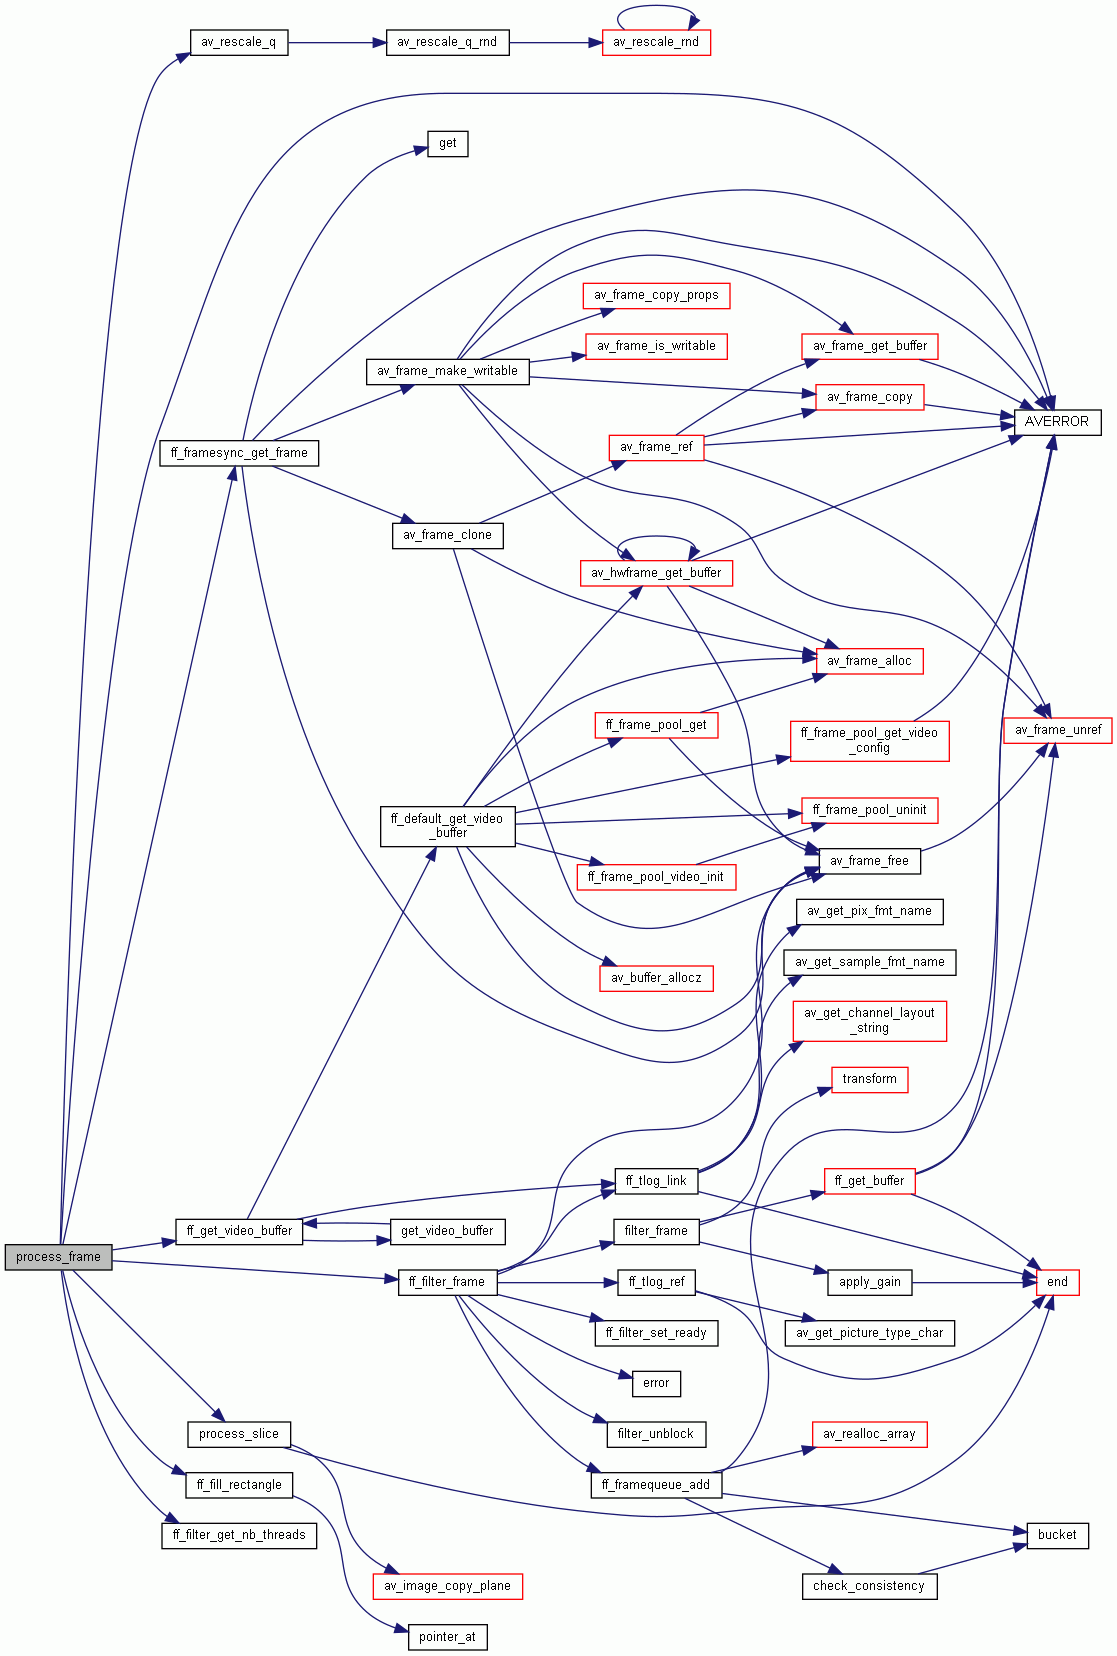 av_rescale_q
av_rescale_q_rnd
av_rescale_rnd
get
av_frame_copy_props
av_frame_is_writable
av_frame_get_buffer
av_frame_make_writable
av_frame_copy
AVERROR
av_frame_ref
ff_framesync_get_frame
av_frame_clone
av_hwframe_get_buffer
av_frame_alloc
ff_frame_pool_get
ff_frame_pool_get_video
_config
av_frame_unref
ff_default_get_video
_buffer
ff_frame_pool_uninit
av_frame_free
ff_frame_pool_video_init
av_get_pix_fmt_name
av_get_sample_fmt_name
av_buffer_allocz
av_get_channel_layout
_string
transform
ff_tlog_link
ff_get_buffer
ff_get_video_buffer
get_video_buffer
filter_frame
process_frame
ff_filter_frame
ff_tlog_ref
apply_gain
end
ff_filter_set_ready
av_get_picture_type_char
error
process_slice
filter_unblock
av_realloc_array
ff_fill_rectangle
ff_framequeue_add
ff_filter_get_nb_threads
bucket
av_image_copy_plane
check_consistency
pointer_at